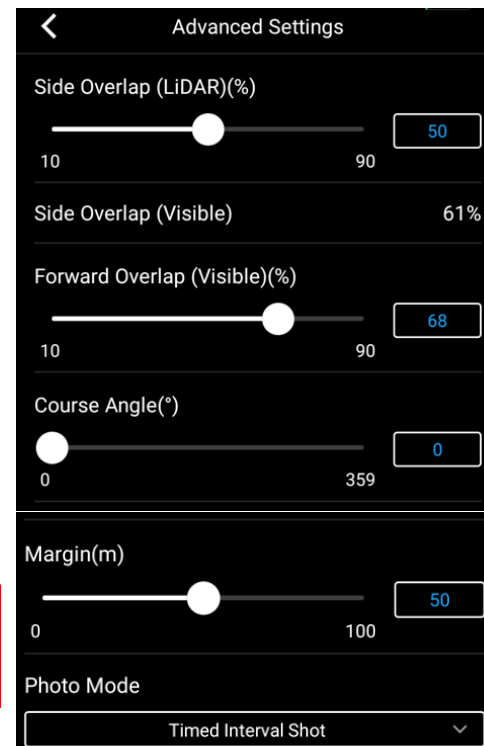 Advanced Settings
Side Overlap (LiDAR)(%)
50
10 90
Side Overlap (Visible) 61%
Forward Overlap (Visible)(%)
68
10 90
Course Angle(°)
0
0 359
Margin(m)
50
0 100
Photo Mode
Timed Interval Shot